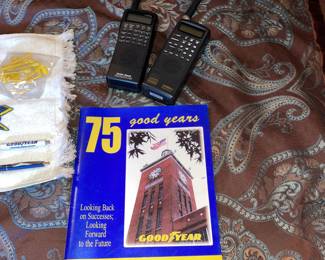 GOODYEAR
75 good years
Looking Back
on Successes;
Looking
Forward
to the Future
GOODYEAR